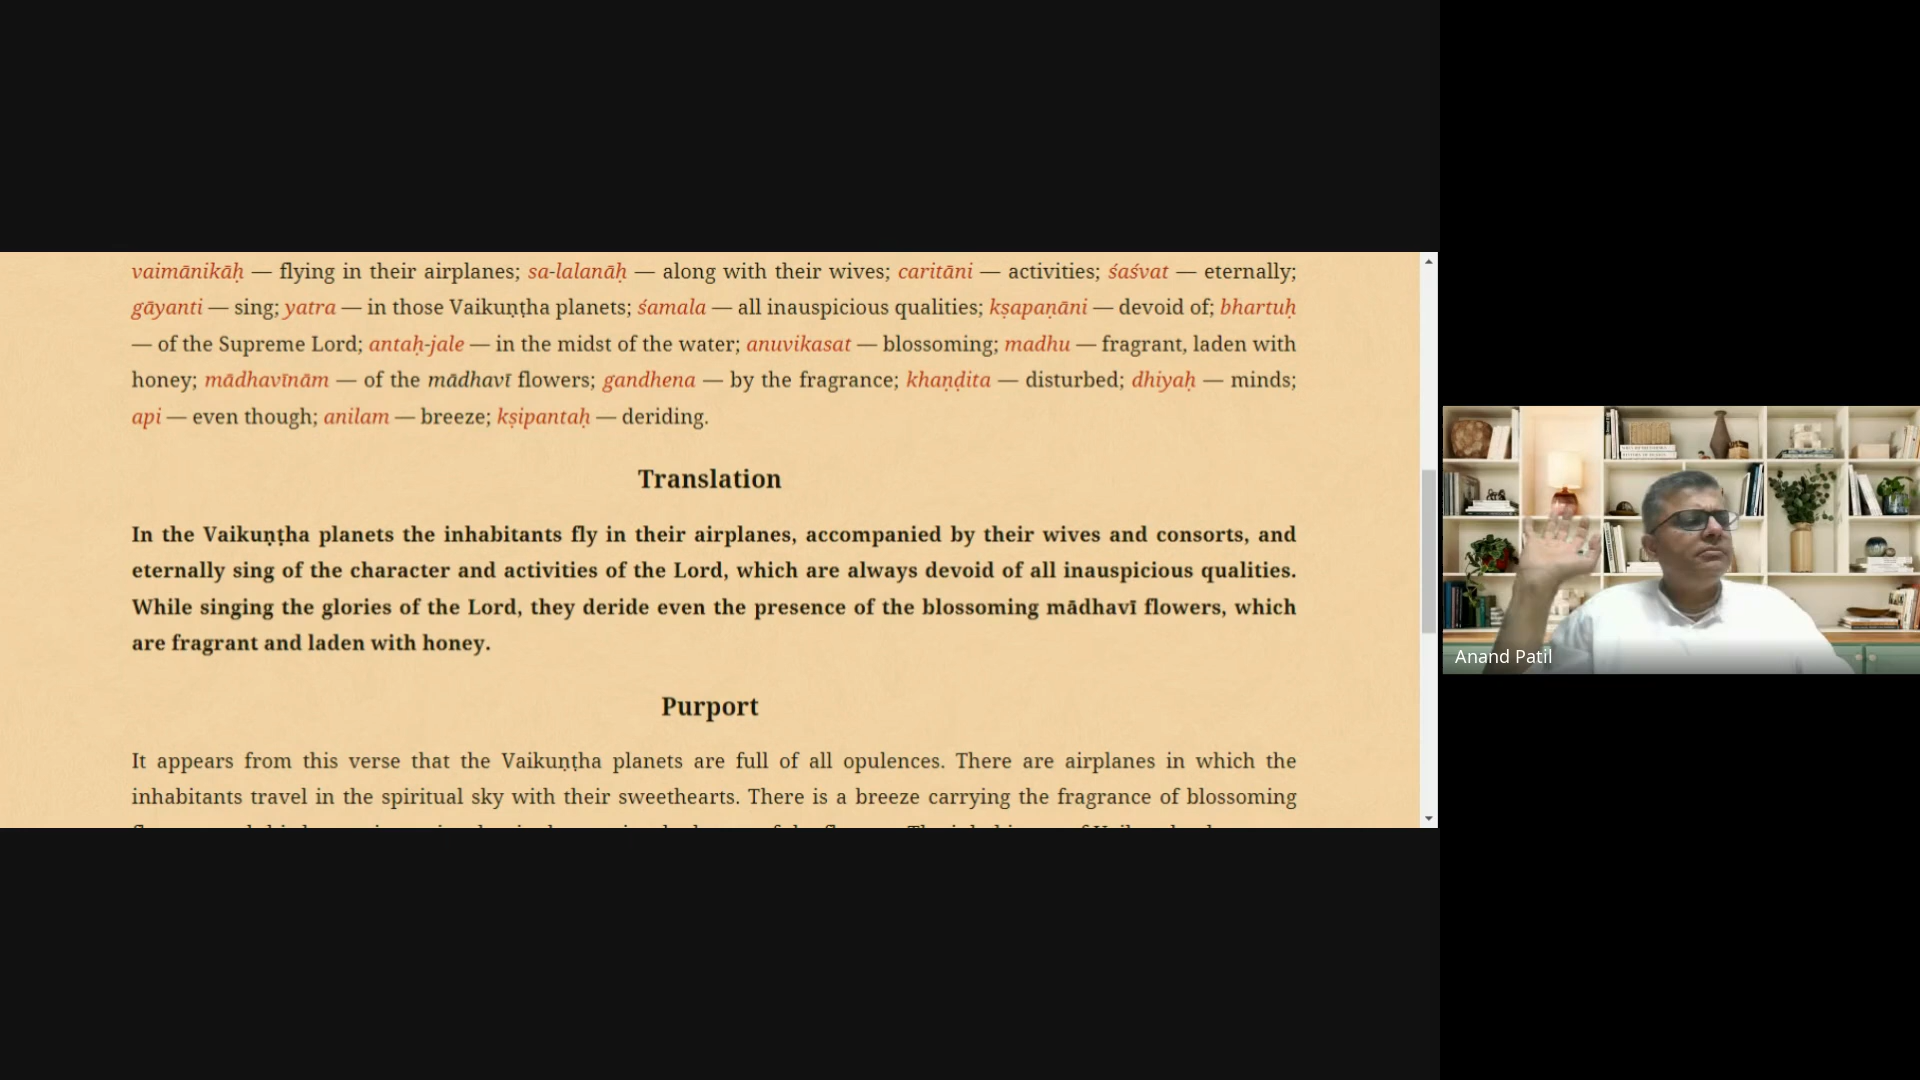 vaimānikāḥ — flying in their airplanes; sa-lalanāḥ — along with their wives; caritāni — activities; śaśvat — eternally;
gāyanti — sing; yatra — in those Vaikuṇṭha planets; śamala — all inauspicious qualities; kṣapaṇāni — devoid of; bhartuḥ
— of the Supreme Lord; antaḥ-jale — in the midst of the water; anuvikasat — blossoming; madhu — fragrant, laden with
honey; mādhavīnām — of the mādhavī flowers; gandhena — by the fragrance; khaṇḍita — disturbed; dhiyaḥ — minds;
api — even though; anilam — breeze; kṣipantaḥ — deriding.
Translation
In the Vaikuṇṭha planets the inhabitants fly in their airplanes, accompanied by their wives and consorts, and
eternally sing of the character and activities of the Lord, which are always devoid of all inauspicious qualities.
While singing the glories of the Lord, they deride even the presence of the blossoming mādhavī flowers, which
are fragrant and laden with honey.
Purport
It appears from this verse that the Vaikuṇṭha planets are full of all opulences. There are airplanes in which the
inhabitants travel in the spiritual sky with their sweethearts. There is a breeze carrying the fragrance of blossoming
Anand Patil